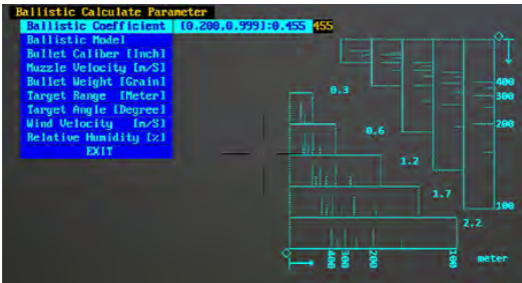 Ballistic Calculate Parameter
Ballistic Coefficient [0.200,0.999]:0.455 455
Ballistic Model
Bullet Caliber [Inch]
Muzzle Velocity [m/S]
Bullet Weight [Grain]
Target Range [Meter]
Target Angle [Degree]
Wind Velocity [m/S]
Relative Humidity [%]
EXIT
0.3
0.6
1.2
1.7
2.2
400
300
200
100
400
300
200
100
meter